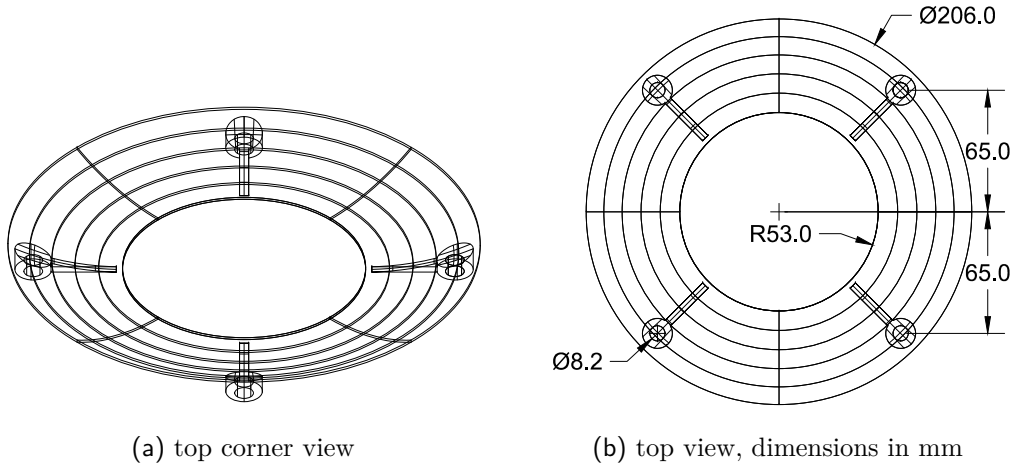 Ø206.0
65.0
R53.0
65.0
Ø8.2
(a) top corner view
(b) top view, dimensions in mm